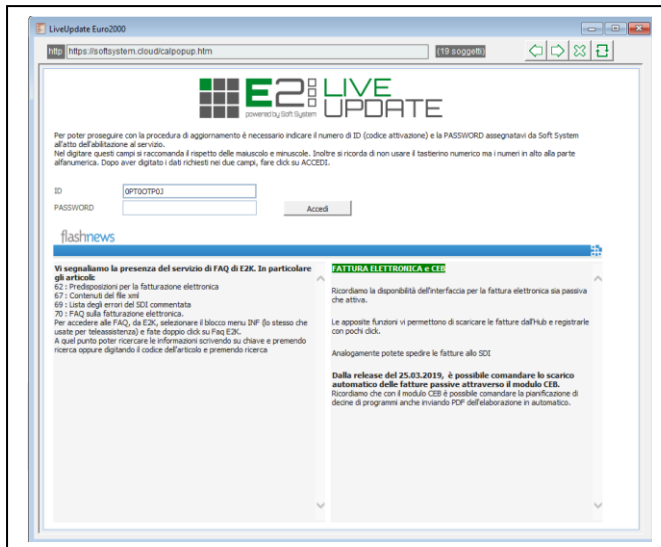 LiveUpdate Euro2000
http https://softsystem.cloud/calpopup.htm (19 soggetti)
E2K LIVE UPDATE
powered by Soft System
Per poter proseguire con la procedura di aggiornamento è necessario indicare il numero di ID (codice attivazione) e la PASSWORD assegnatavi da Soft System
all'atto dell'abilitazione al servizio.
Nel digitare questi campi si raccomanda il rispetto delle maiuscolo e minuscole. Inoltre si ricorda di non usare il tastierino numerico ma i numeri in alto alla parte
alfanumerica. Dopo aver digitato i dati richiesti nei due campi, fare click su ACCEDI.
ID 0PT0OTP0J
PASSWORD Accedi
flashnews
Vi segnaliamo la presenza del servizio di FAQ di E2K. In particolare
gli articoli:
62 : Predisposizioni per la fatturazione elettronica
67 : Contenuti del file xml
69 : Lista degli errori del SDI commentata
70 : FAQ sulla fatturazione elettronica.
Per accedere alle FAQ, da E2K, selezionare il blocco menu INF (lo stesso che
usate per teleassistenza) e fate doppio click su Faq E2K.
A quel punto poter ricercare le informazioni scrivendo su chiave e premendo
ricerca oppure digitando il codice dell'articolo e premendo ricerca
FATTURA ELETTRONICA e CEB
Ricordiamo la disponibilità dell'interfaccia per la fattura elettronica sia passiva
che attiva.
Le apposite funzioni vi permettono di scaricare le fatture dall'Hub e registrarle
con pochi click.
Analogamente potete spedire le fatture allo SDI
Dalla release del 25.03.2019, è possibile comandare lo scarico
automatico delle fatture passive attraverso il modulo CEB.
Ricordiamo che con il modulo CEB è possibile comandare la pianificazione di
decine di programmi anche inviando PDF dell'elaborazione in automatico.